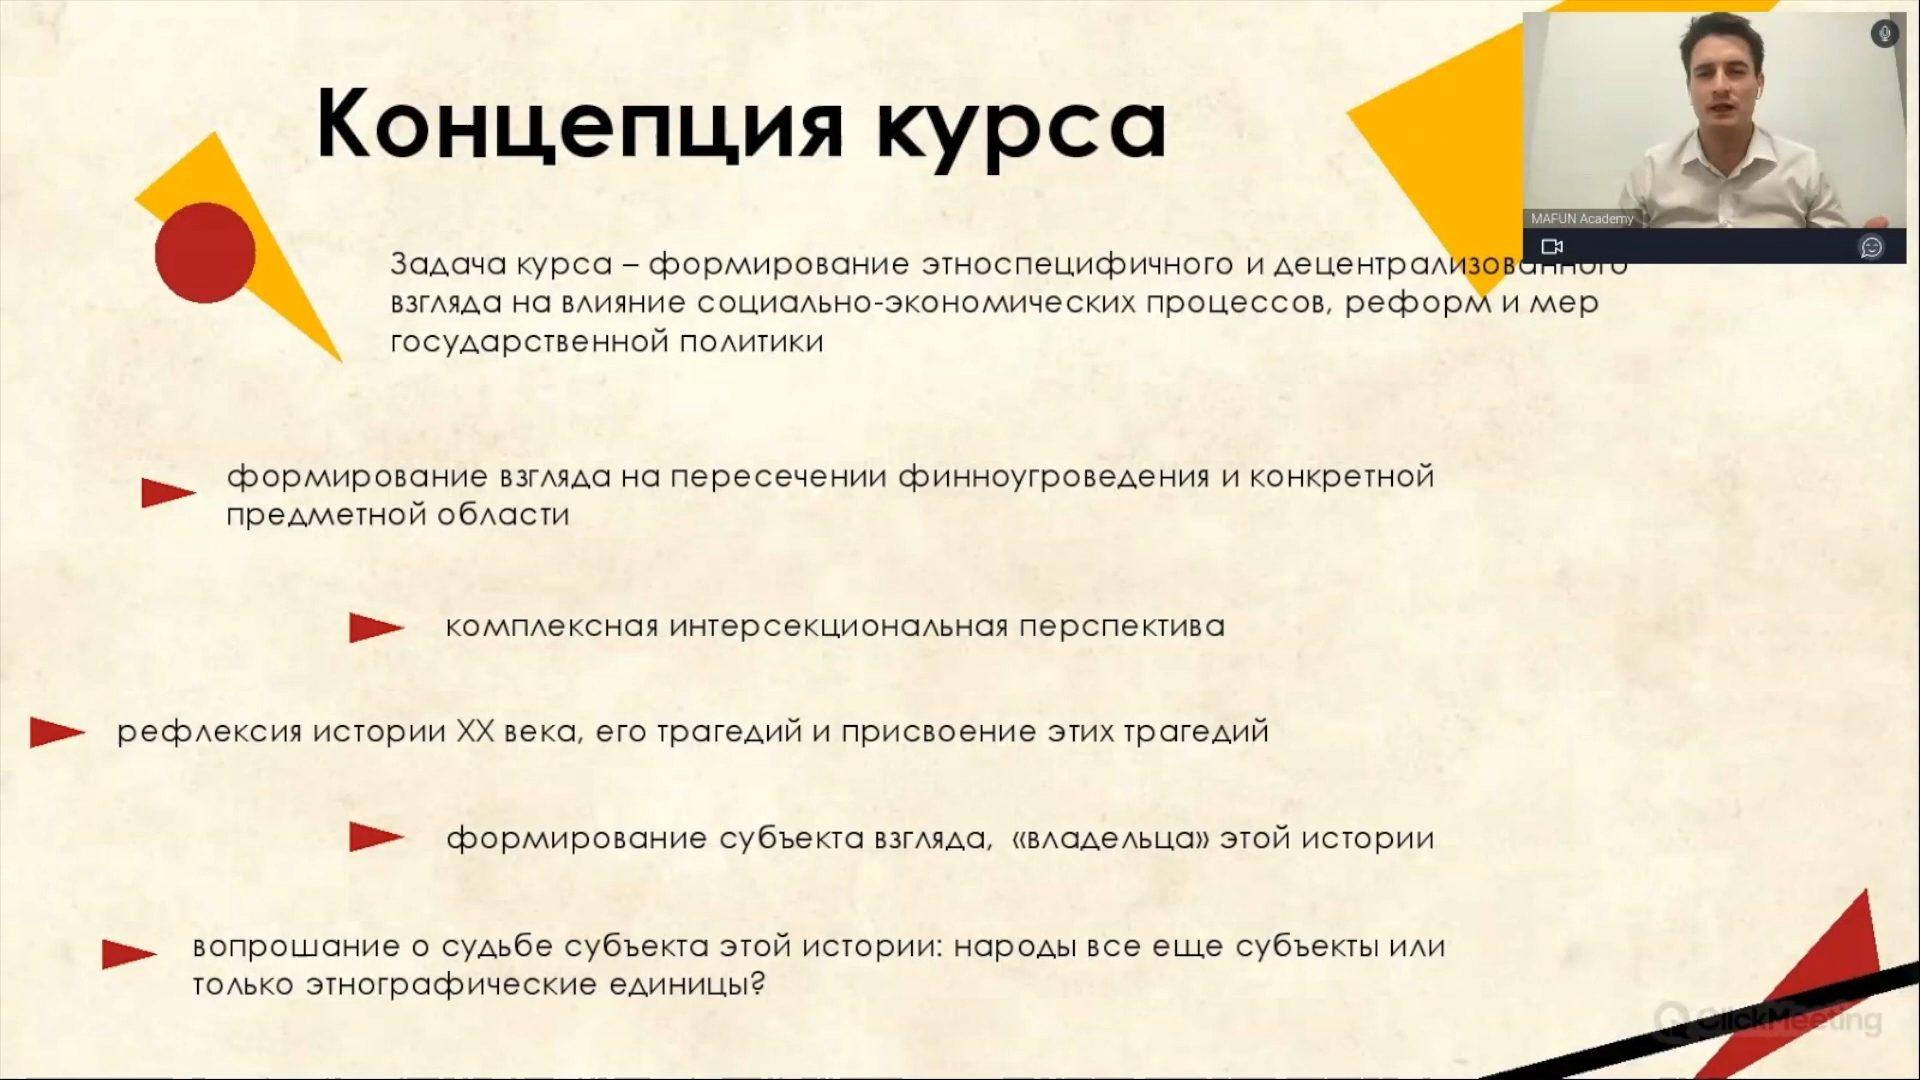 Концепция курса
MAFUN Academy
Задача курса – формирование этноспецифичного и децентрализованного
взгляда на влияние социально-экономических процессов, реформ и мер
государственной политики
формирование взгляда на пересечении финноугроведения и конкретной
предметной области
комплексная интерсекциональная перспектива
рефлексия истории XX века, его трагедий и присвоение этих трагедий
формирование субъекта взгляда, «владельца» этой истории
вопрошание о судьбе субъекта этой истории: народы все еще субъекты или
только этнографические единицы?
ClickMeeting